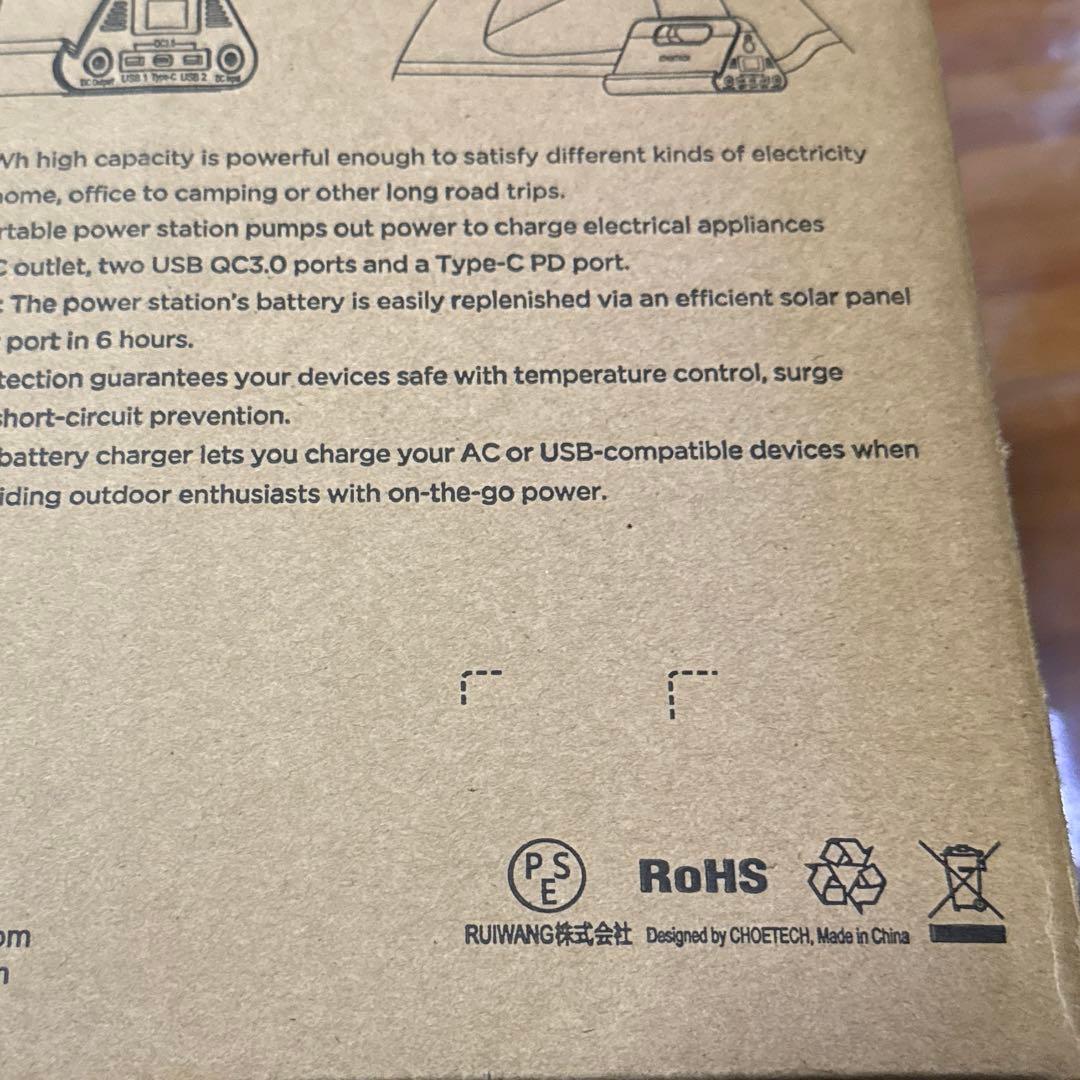 DC3.5
DC Output USB 1 Type-C USB 2 DC Input
Wh high capacity is powerful enough to satisfy different kinds of electricity
home, office to camping or other long road trips.
rtable power station pumps out power to charge electrical appliances
C outlet, two USB QC3.0 ports and a Type-C PD port.
: The power station's battery is easily replenished via an efficient solar panel
port in 6 hours.
tection guarantees your devices safe with temperature control, surge
short-circuit prevention.
battery charger lets you charge your AC or USB-compatible devices when
iding outdoor enthusiasts with on-the-go power.
PSE
RoHS
om
RUIWANG株式会社 Designed by CHOETECH, Made in China